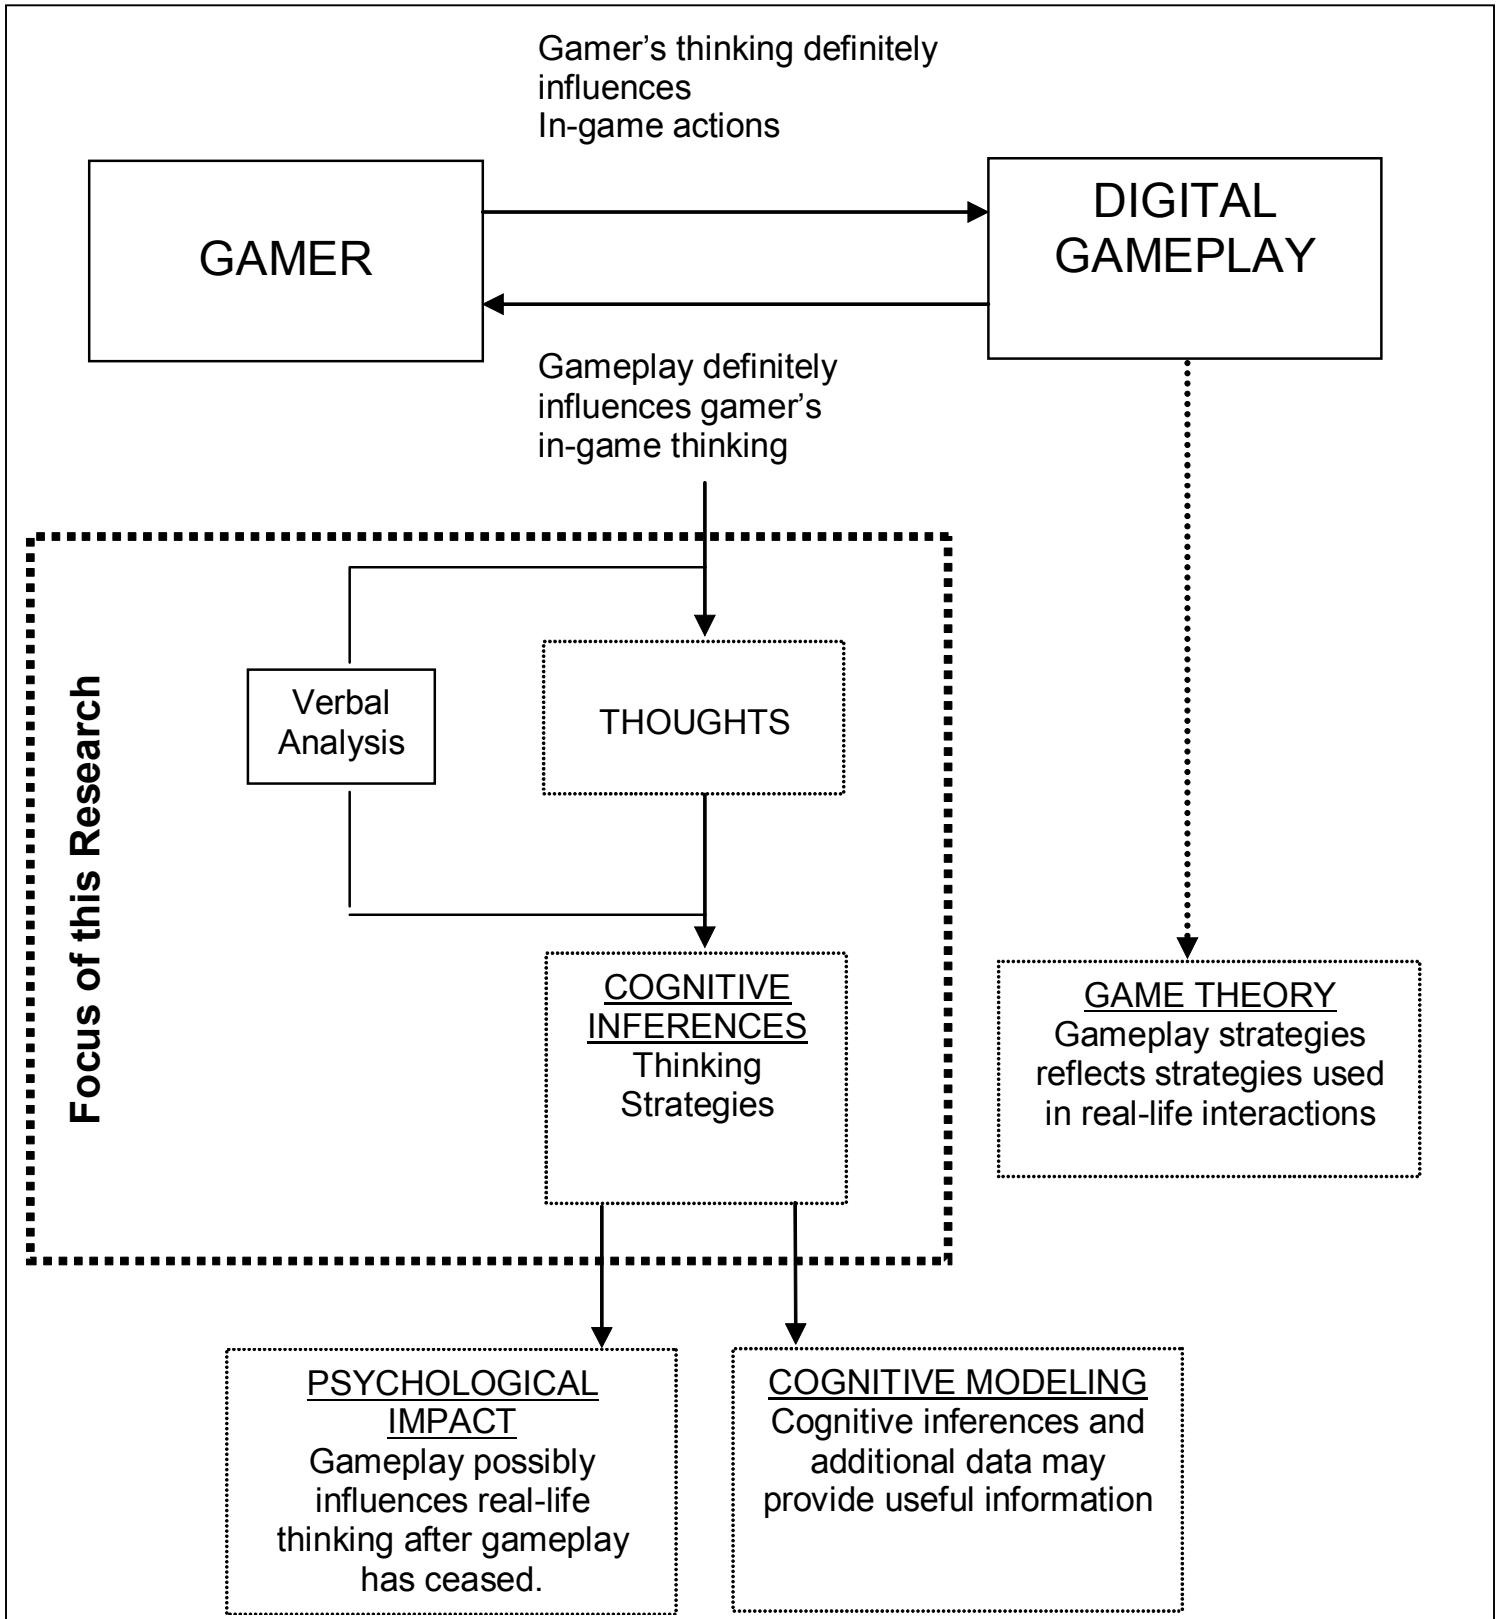 Gamer’s thinking definitely
influences
In-game actions
GAMER
DIGITAL
GAMEPLAY
Gameplay definitely
influences gamer’s
in-game thinking
Focus of this Research
Verbal
Analysis
THOUGHTS
COGNITIVE
INFERENCES
Thinking
Strategies
GAME THEORY
Gameplay strategies
reflects strategies used
in real-life interactions
PSYCHOLOGICAL
IMPACT
Gameplay possibly
influences real-life
thinking after gameplay
has ceased.
COGNITIVE MODELING
Cognitive inferences and
additional data may
provide useful information